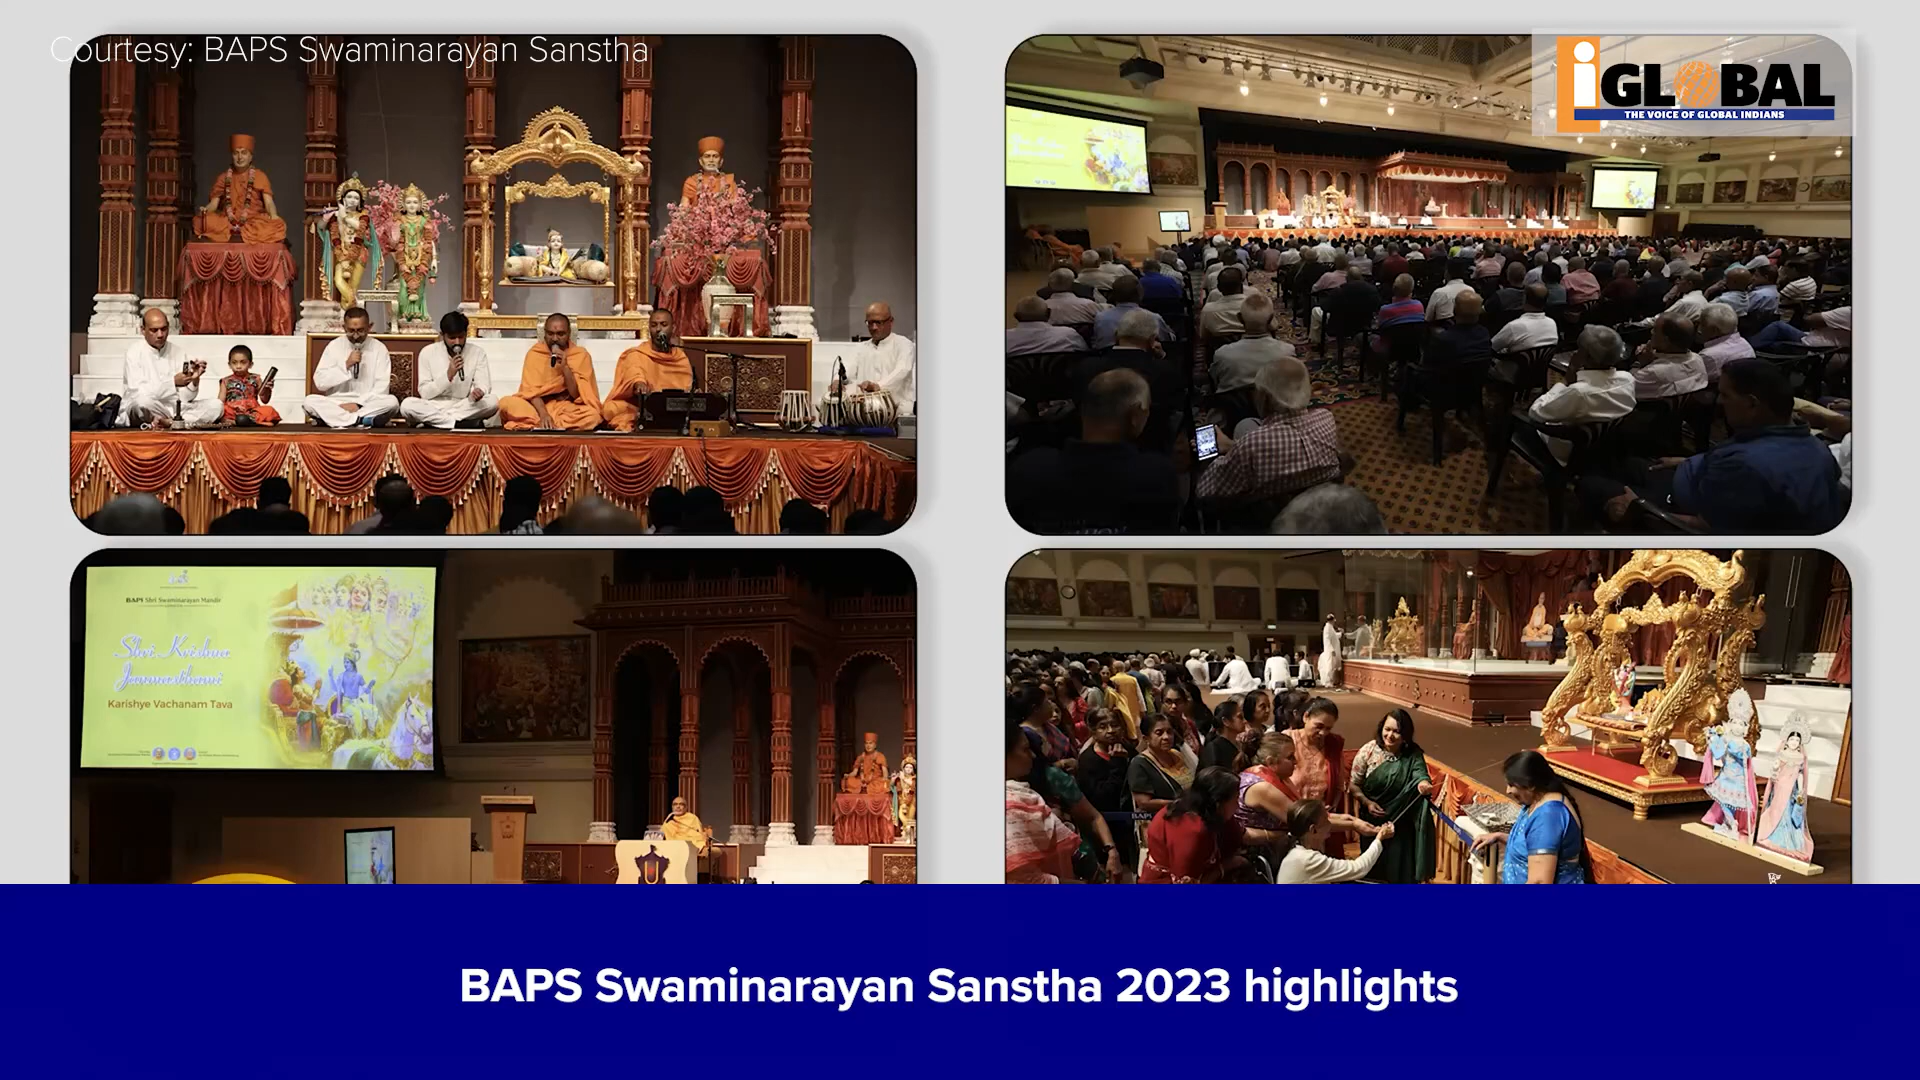 Courtesy: BAPS Swaminarayan Sanstha
iGLOBAL
THE VOICE OF GLOBAL INDIANS
BAPS Shri Swaminarayan Mandir
Shri Krishna
Janmashtami
Karishye Vachanam Tava
BAPS Swaminarayan Sanstha 2023 highlights